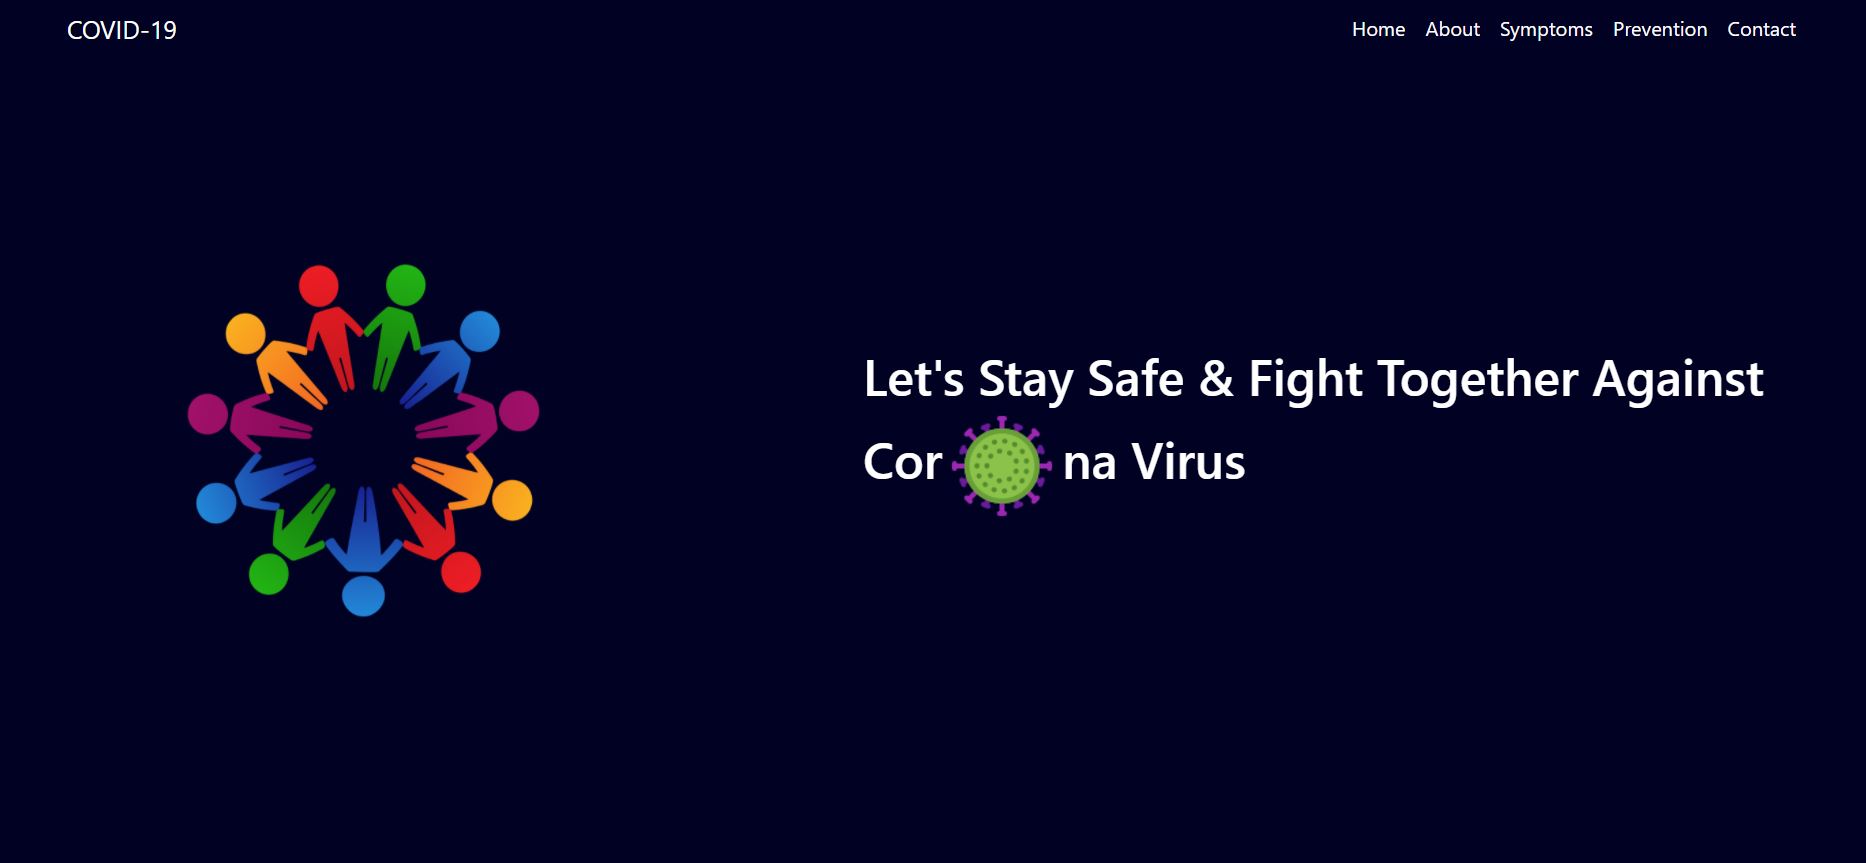 COVID-19
Home About Symptoms Prevention Contact
Let's Stay Safe & Fight Together Against
Cor na Virus